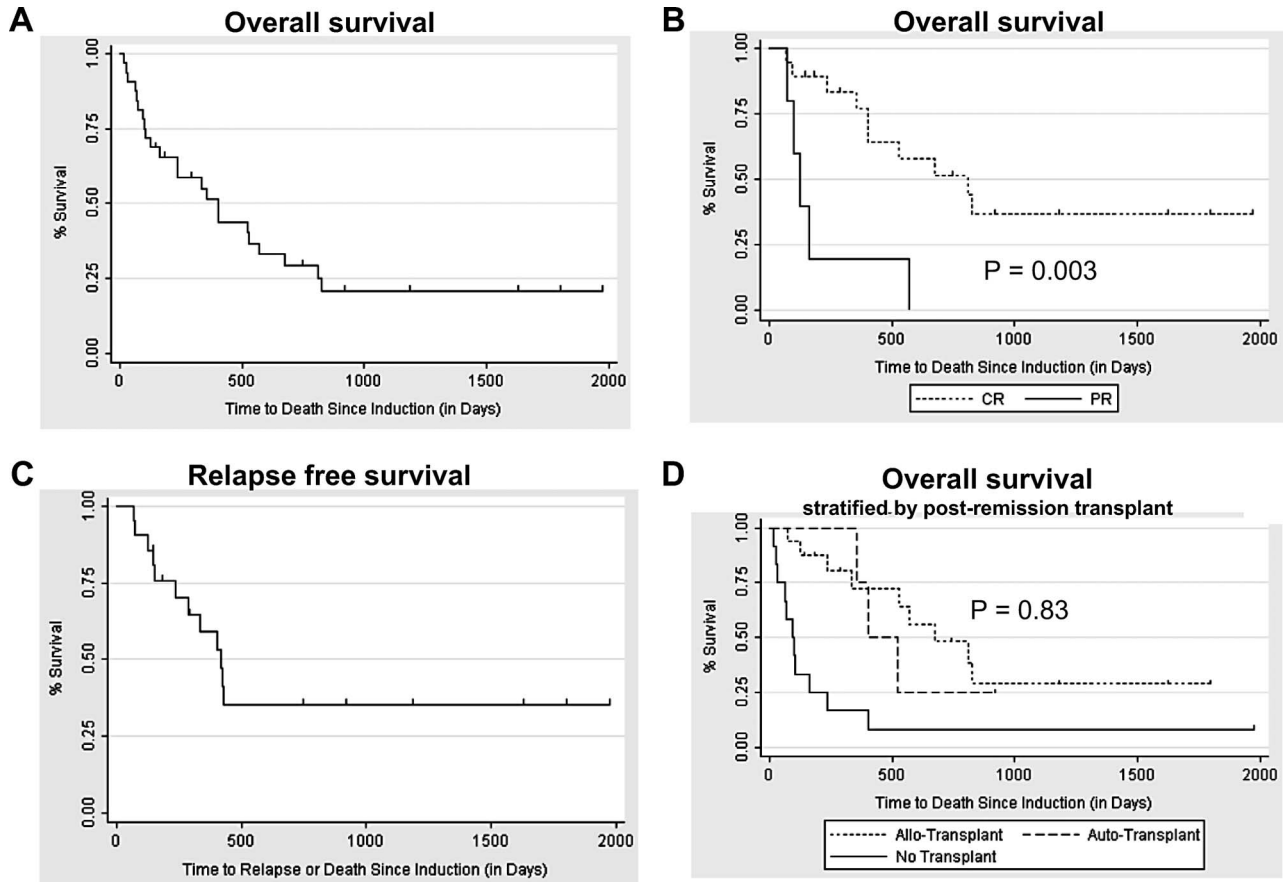 A
Overall survival
% Survival
1.00
0.75
0.50
0.25
0.00
0 500 1000 1500 2000
Time to Death Since Induction (in Days)
B
Overall survival
% Survival
1.00
0.75
0.50
0.25
0.00
P = 0.003
0 500 1000 1500 2000
Time to Death Since Induction (in Days)
CR PR
C
Relapse free survival
% Survival
1.00
0.75
0.50
0.25
0.00
0 500 1000 1500 2000
Time to Relapse or Death Since Induction (in Days)
D
Overall survival
stratified by post-remission transplant
% Survival
1.00
0.75
0.50
0.25
0.00
P = 0.83
0 500 1000 1500 2000
Time to Death Since Induction (in Days)
Allo-Transplant Auto-Transplant
No Transplant